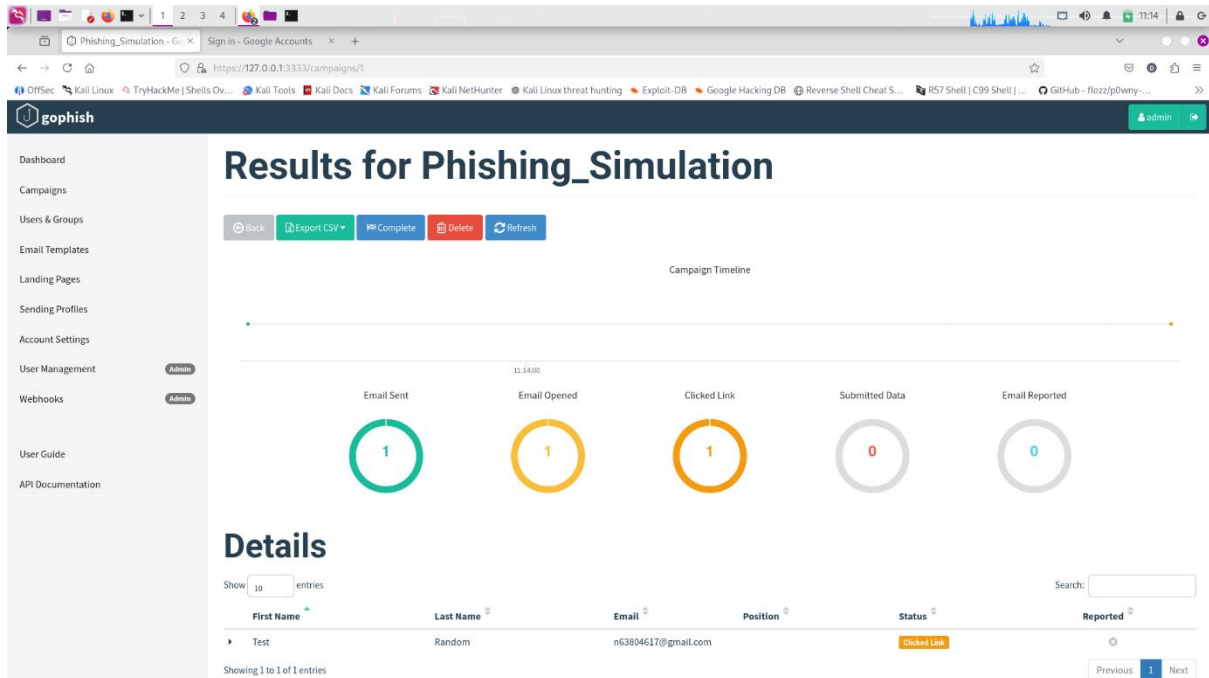 1 2 3 4 11:14
Phishing_Simulation - Go × Sign in - Google Accounts × +
https://127.0.0.1:3333/campaigns/1
OffSec Kali Linux TryHackMe | Shells Ov... Kali Tools Kali Docs Kali Forums Kali NetHunter Kali Linux threat hunting Exploit-DB Google Hacking DB Reverse Shell Cheat S... R57 Shell | C99 Shell | ... GitHub - flozz/p0wny-... >>
gophish admin
Dashboard
Campaigns
Users & Groups
Email Templates
Landing Pages
Sending Profiles
Account Settings
User Management Admin
Webhooks Admin
User Guide
API Documentation
Results for Phishing_Simulation
Back Export CSV Complete Delete Refresh
Campaign Timeline
11:14:00
Email Sent Email Opened Clicked Link Submitted Data Email Reported
1 1 1 0 0
Details
Show 10 entries Search:
First Name Last Name Email Position Status Reported
Test Random n63804617@gmail.com Clicked Link
Showing 1 to 1 of 1 entries Previous 1 Next